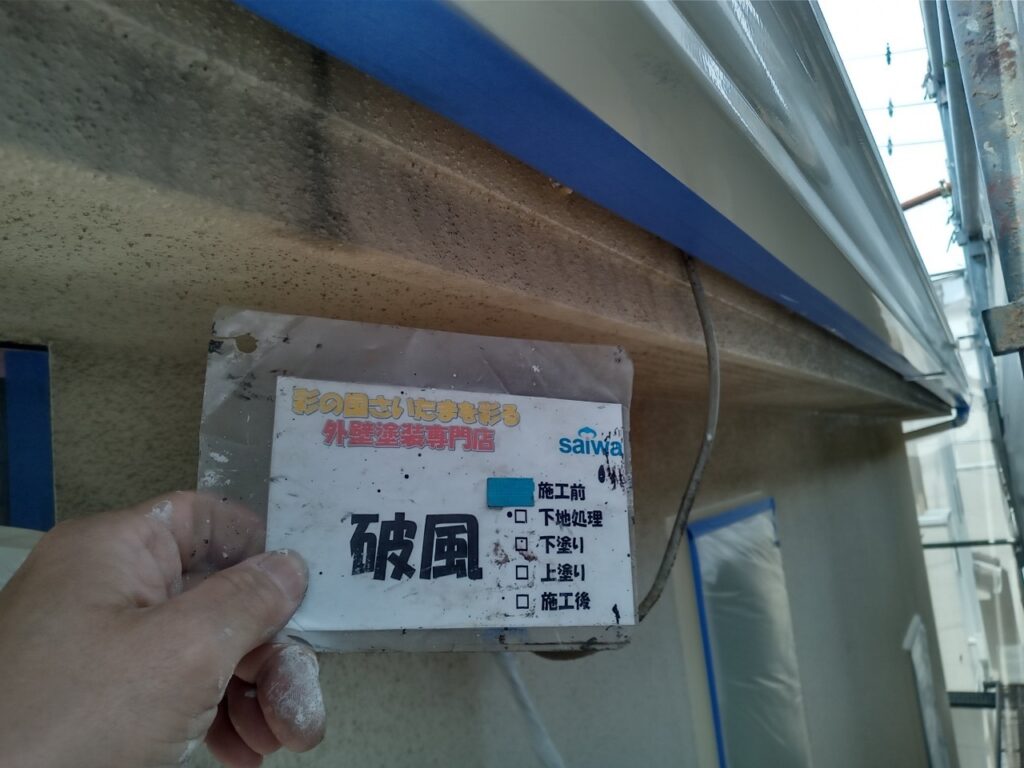 彩の国さいたまを彩る
外壁塗装専門店
saiwa
施工前
破風
□ 下地処理
□ 下塗り
□ 上塗り
□ 施工後